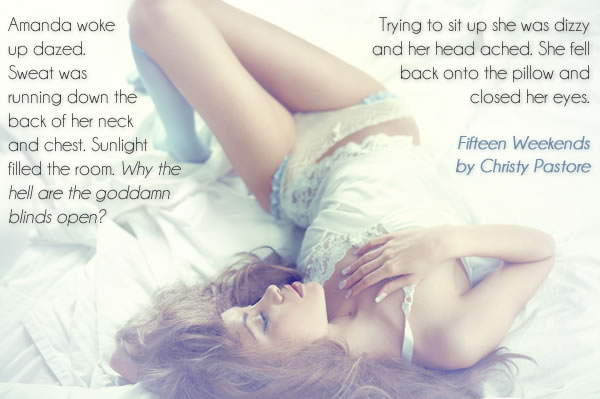 Amanda woke
up dazed.
Sweat was
running down the
back of her neck
and chest. Sunlight
filled the room. Why the
hell are the goddamn
blinds open?
Trying to sit up she was dizzy
and her head ached. She fell
back onto the pillow and
closed her eyes.
Fifteen Weekends
by Christy Pastore